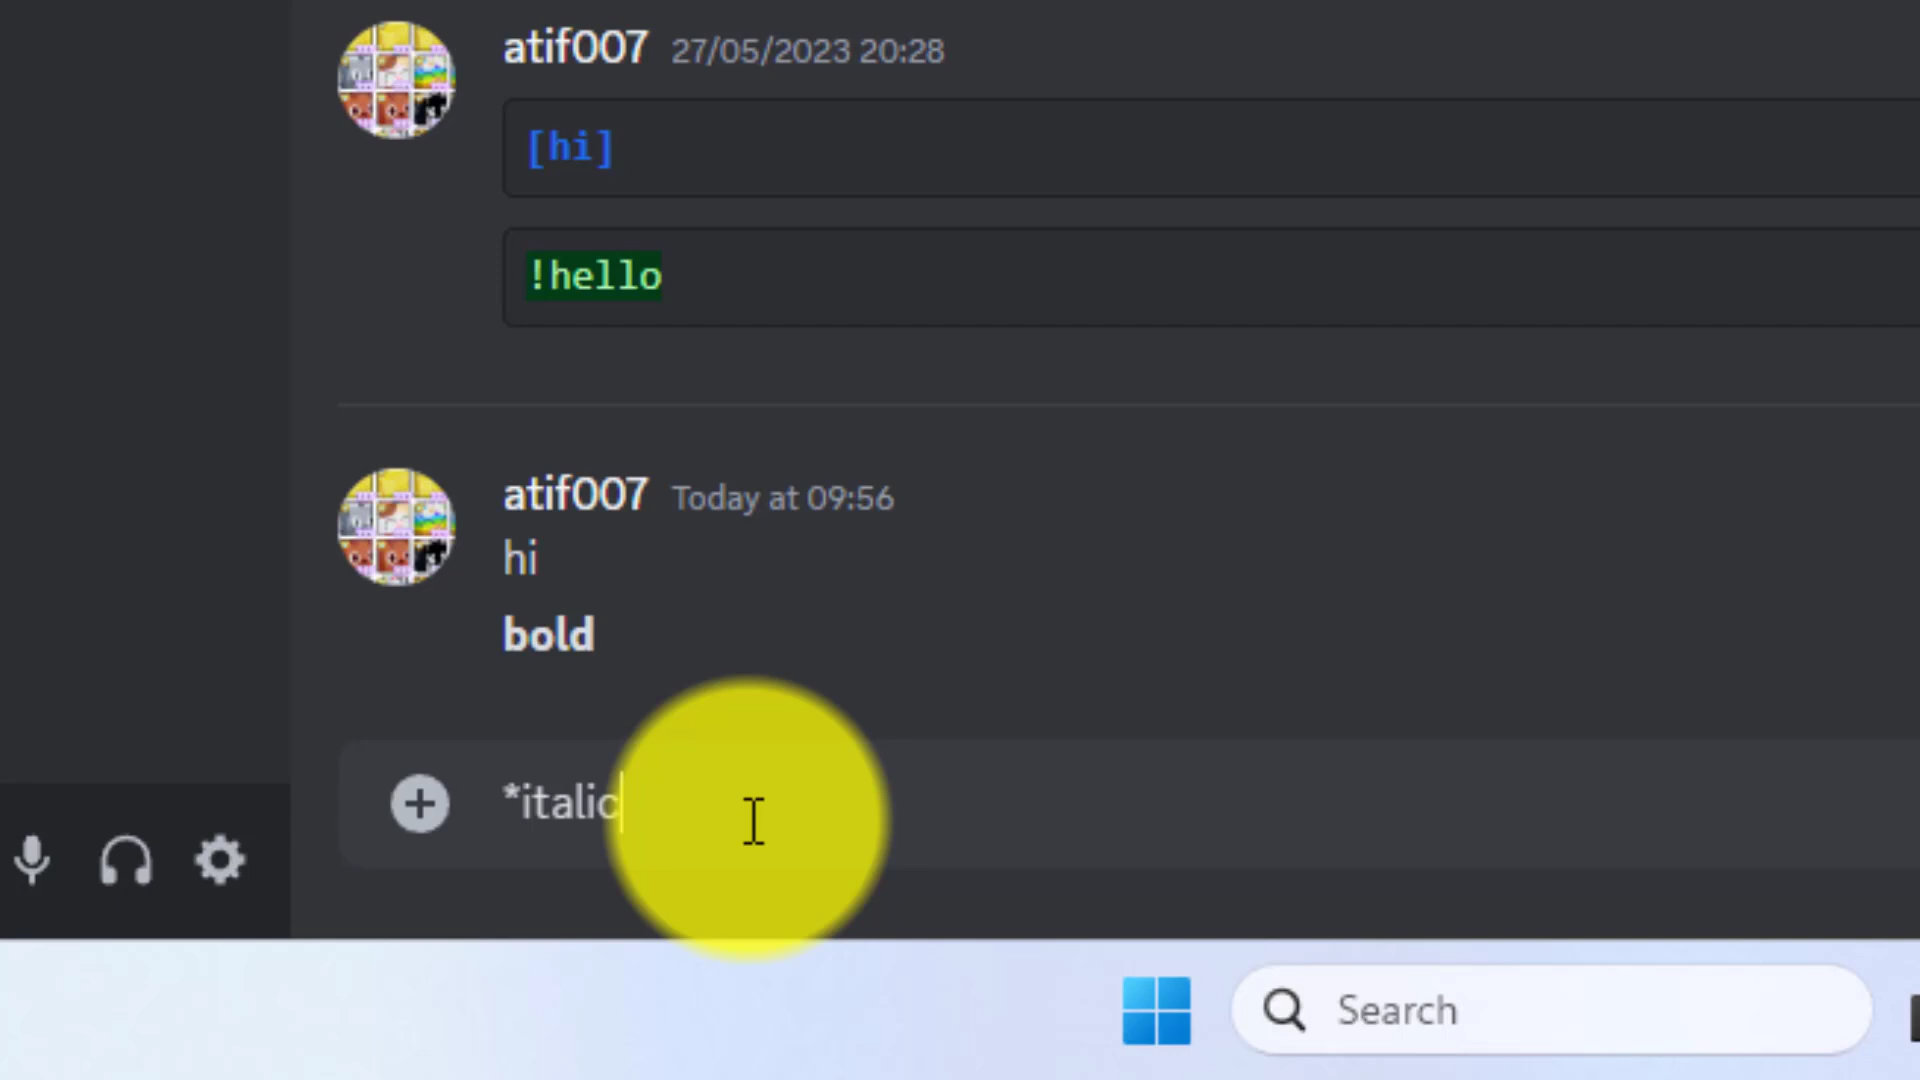 atif007 27/05/2023 20:28
[hi]
!hello
atif007 Today at 09:56
hi
bold
*italic
Search